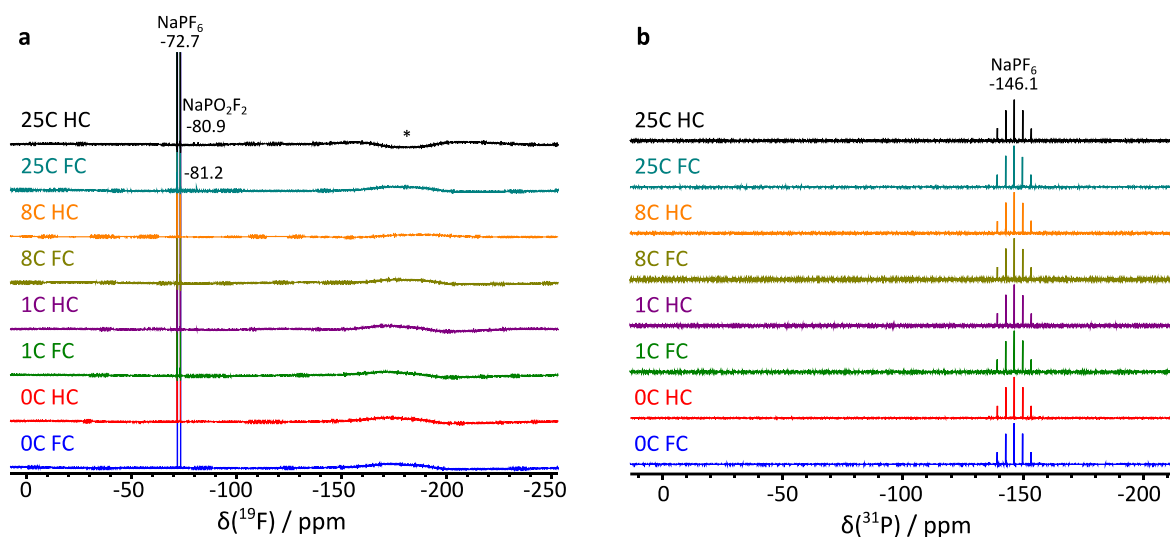 a
NaPF₆
-72.7
NaPO₂F₂
-80.9
*
-81.2
25C HC
25C FC
8C HC
8C FC
1C HC
1C FC
0C HC
0C FC
0 -50 -100 -150 -200 -250
δ(¹⁹F) / ppm
b
NaPF₆
-146.1
25C HC
25C FC
8C HC
8C FC
1C HC
1C FC
0C HC
0C FC
0 -50 -100 -150 -200
δ(³¹P) / ppm